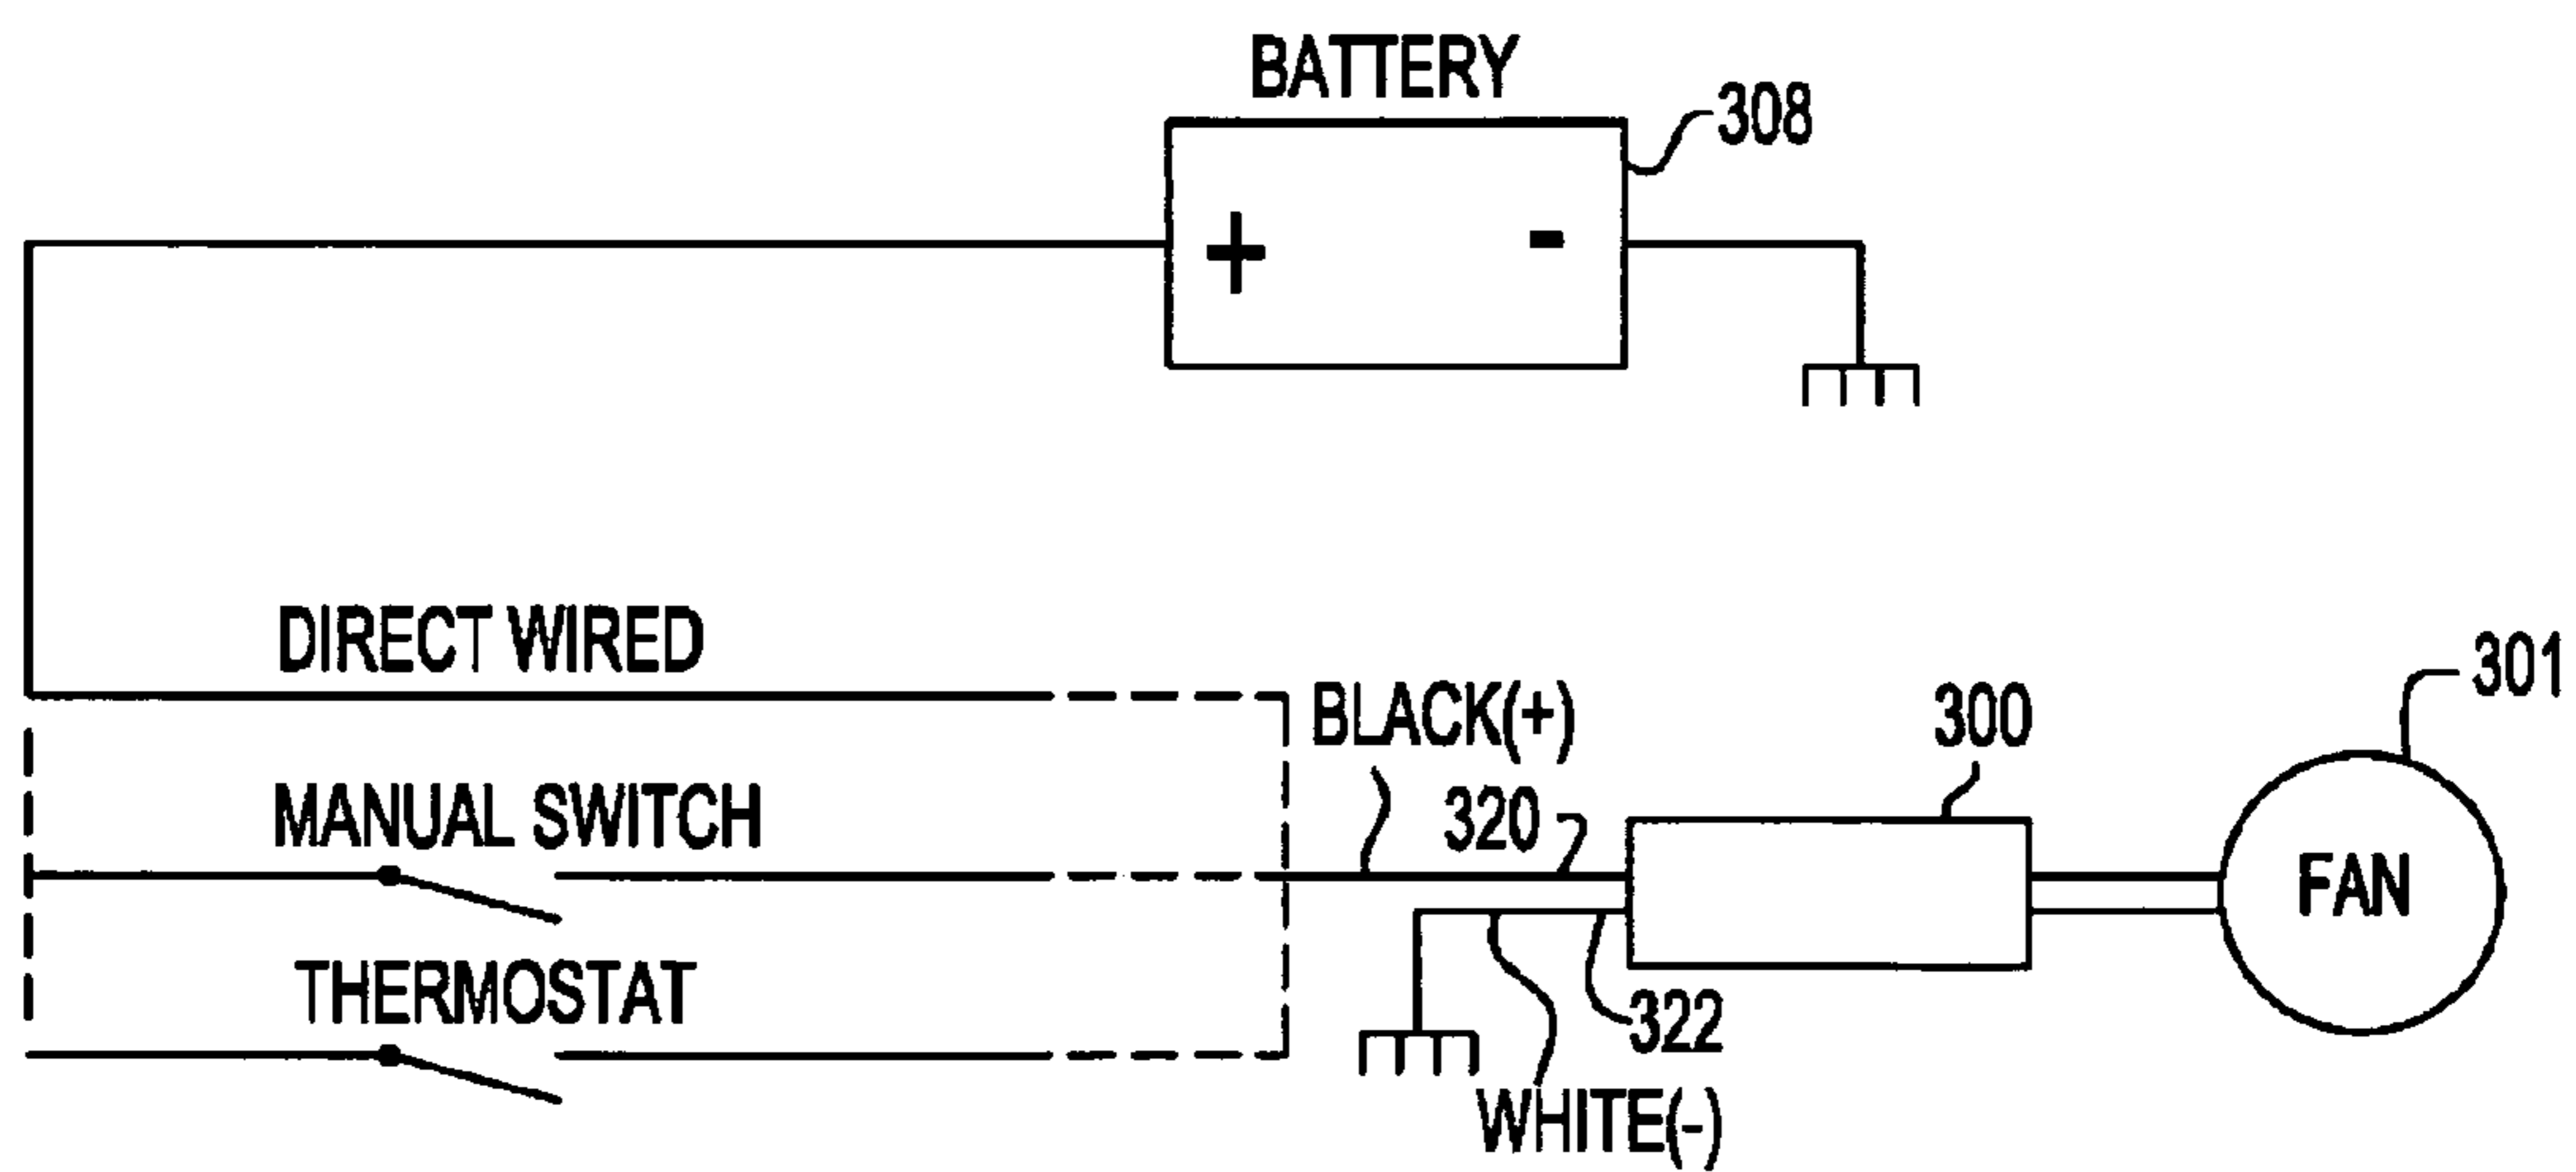 BATTERY
308
+
-
DIRECT WIRED
301
BLACK(+)
300
MANUAL SWITCH
320
FAN
THERMOSTAT
322
WHITE(-)